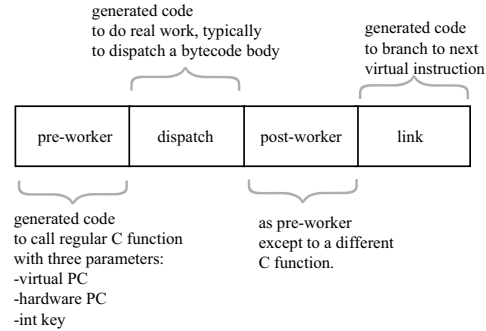 generated code
to do real work, typically
to dispatch a bytecode body
generated code
to branch to next
virtual instruction
pre-worker
dispatch
post-worker
link
generated code
to call regular C function
with three parameters:
-virtual PC
-hardware PC
-int key
as pre-worker
except to a different
C function.